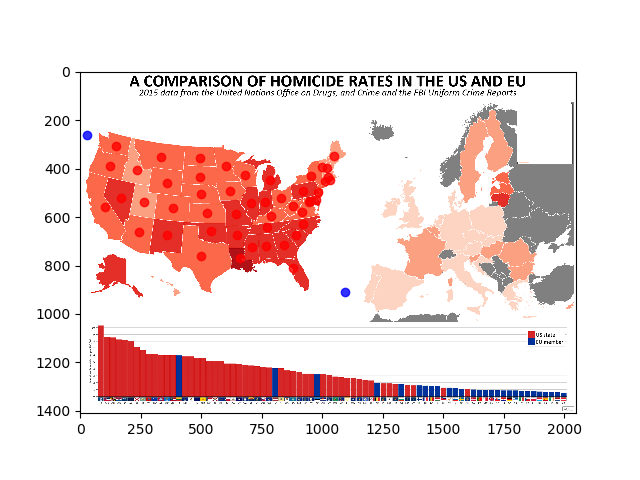 A COMPARISON OF HOMICIDE RATES IN THE US AND EU
2015 data from the United Nations Office on Drugs, and Crime and the FBI Uniform Crime Reports
0
200
400
600
800
1000
1200
1400
US state
EU member
0 250 500 750 1000 1250 1500 1750 2000